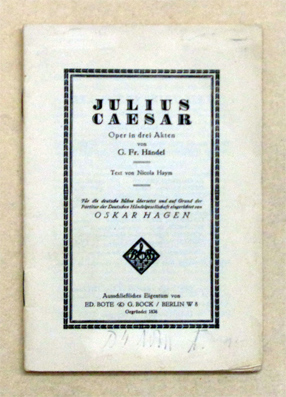 JULIUS
CAESAR
Oper in drei Akten
von
G. Fr. Händel
Text von Nicola Haym
Für die deutsche Bühne übersetzt und auf Grund der
Partitur der Deutschen Händelgesellschaft eingerichtet von
OSKAR HAGEN
Ausschließliches Eigentum von
ED. BOTE & G. BOCK / BERLIN W 8
Gegründet 1838